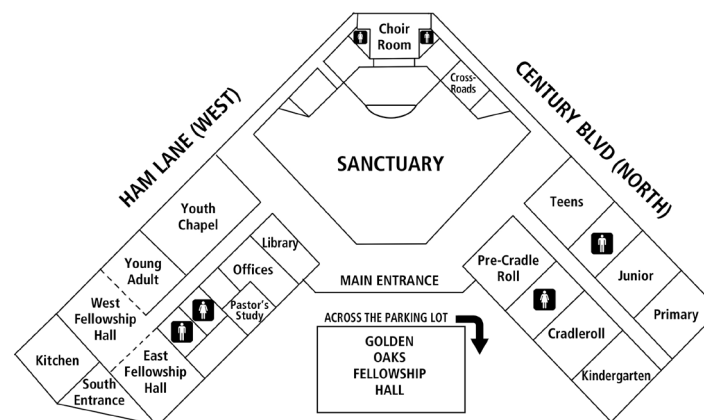 Choir
Room
Cross-
Roads
HAM LANE (WEST)
CENTURY BLVD (NORTH)
SANCTUARY
Youth
Chapel
Teens
Library
Young
Adult
Offices
Pre-Cradle
Roll
Junior
MAIN ENTRANCE
West
Fellowship
Hall
Pastor's
Study
Primary
ACROSS THE PARKING LOT
Cradleroll
GOLDEN
OAKS
FELLOWSHIP
HALL
Kitchen
East
Fellowship
Hall
Kindergarten
South
Entrance